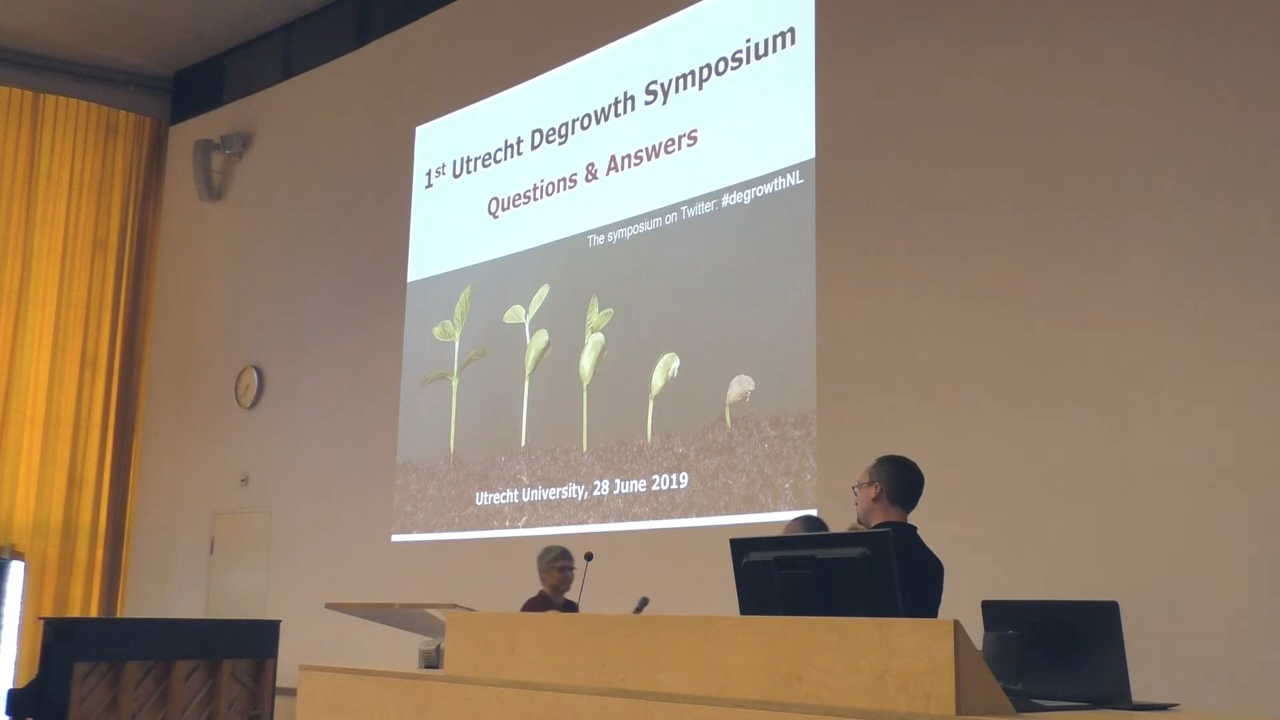 1st Utrecht Degrowth Symposium
Questions & Answers
The symposium on Twitter: #degrowthNL
Utrecht University, 28 June 2019